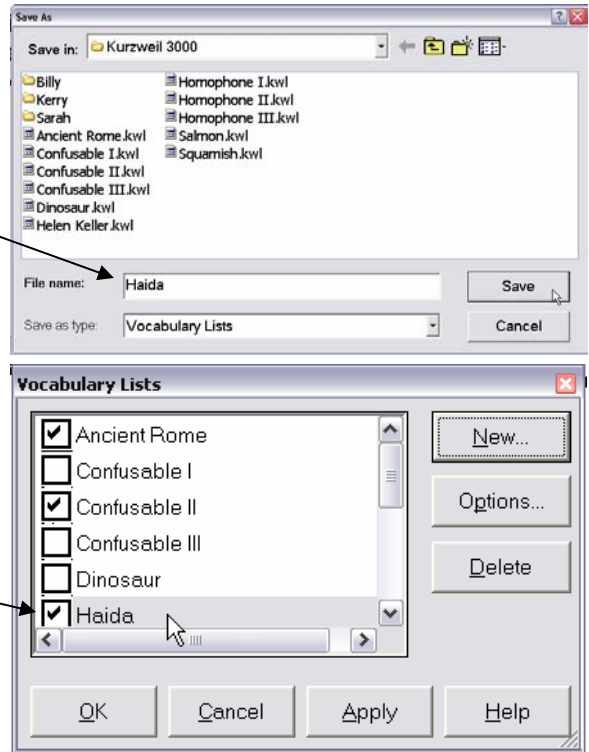 Save As
Save in: Kurzweil 3000
Billy
Kerry
Sarah
Ancient Rome.kwl
Confusable I.kwl
Confusable II.kwl
Confusable III.kwl
Dinosaur.kwl
Helen Keller.kwl
Homophone I.kwl
Homophone II.kwl
Homophone III.kwl
Salmon.kwl
Squamish.kwl
File name: Haida Save
Save as type: Vocabulary Lists Cancel
Vocabulary Lists
Ancient Rome
Confusable I
Confusable II
Confusable III
Dinosaur
Haida
New...
Options...
Delete
OK Cancel Apply Help